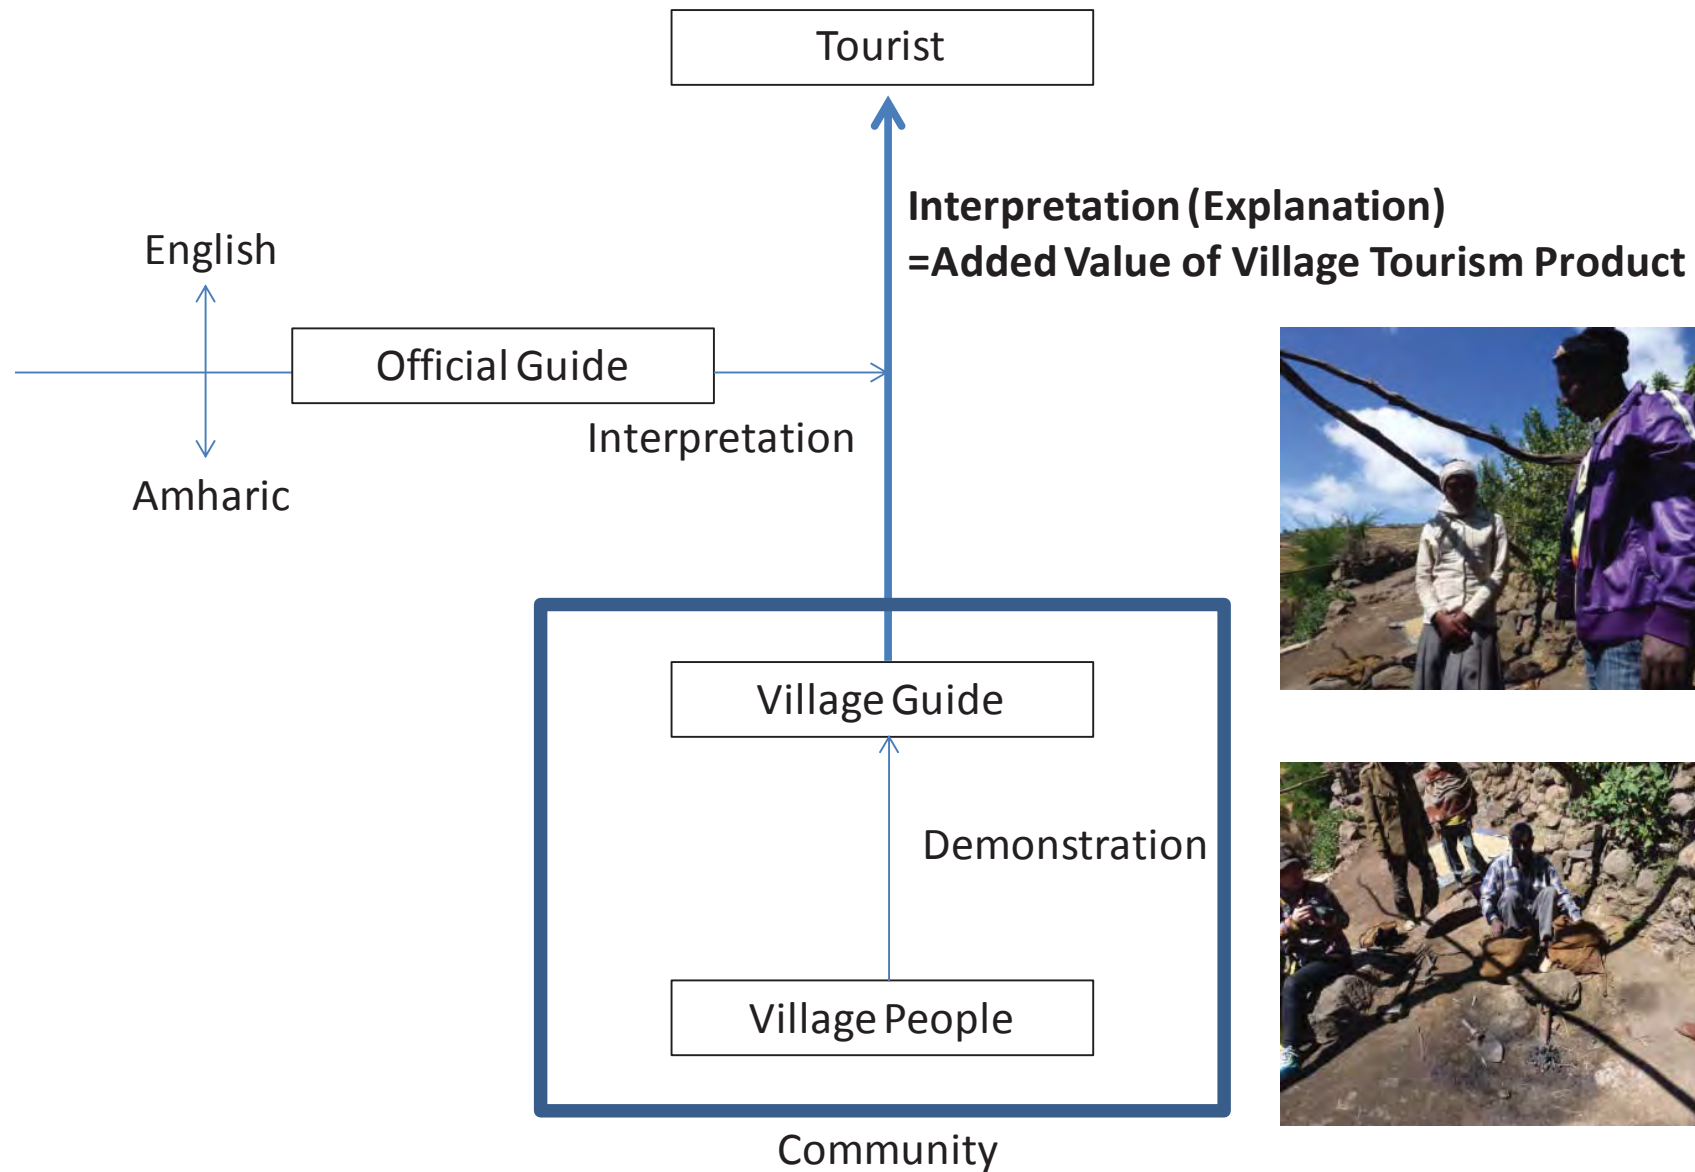 Tourist
Interpretation (Explanation)
=Added Value of Village Tourism Product
English
Official Guide
Interpretation
Amharic
Village Guide
Demonstration
Village People
Community